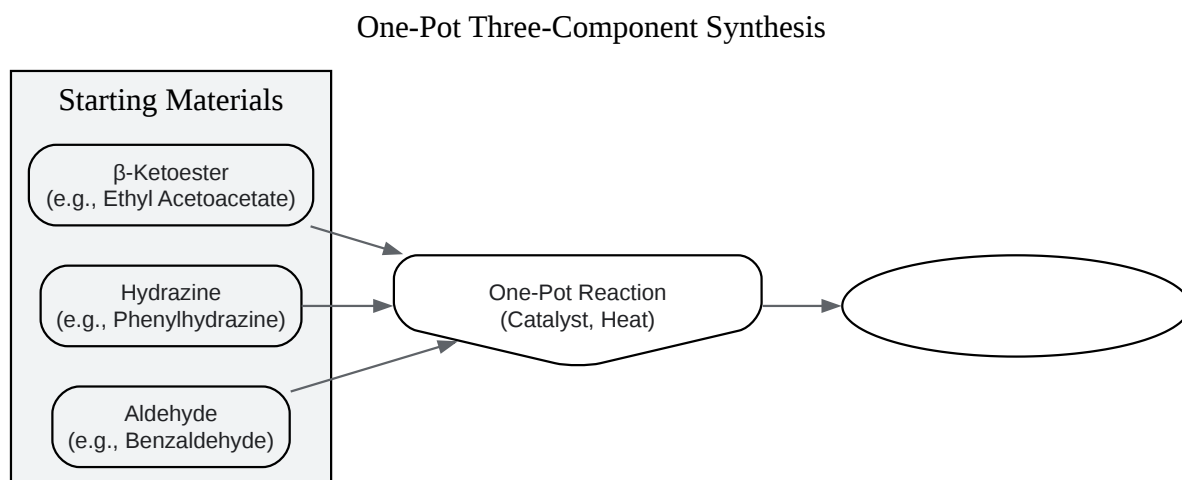 One-Pot Three-Component Synthesis
Starting Materials
β-Ketoester
(e.g., Ethyl Acetoacetate)
Hydrazine
(e.g., Phenylhydrazine)
Aldehyde
(e.g., Benzaldehyde)
One-Pot Reaction
(Catalyst, Heat)